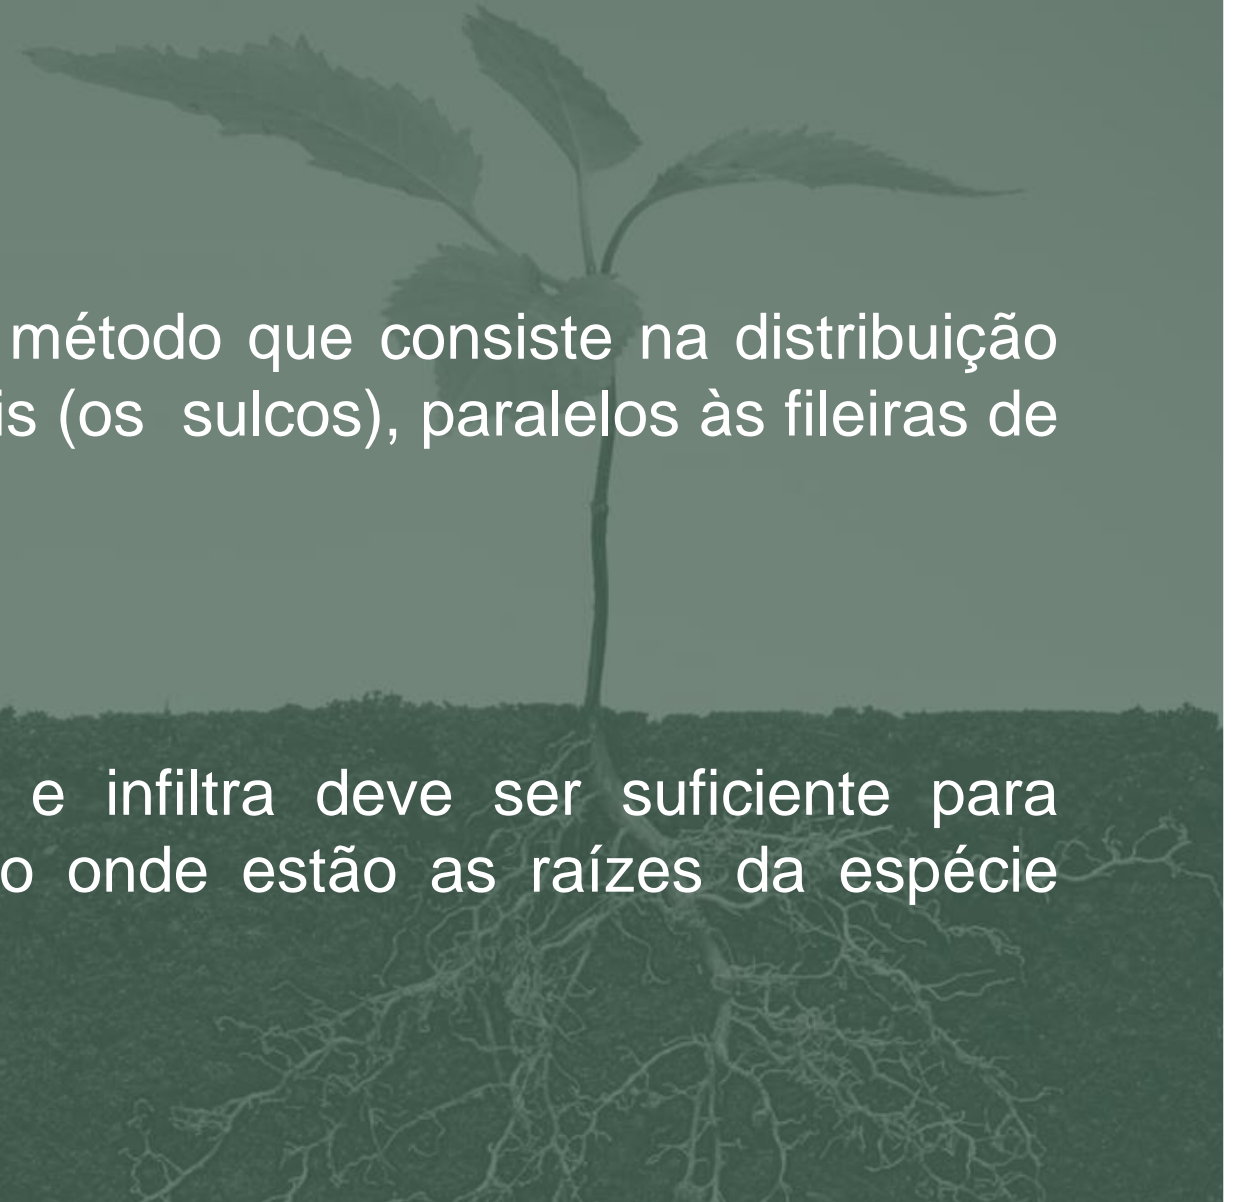 método que consiste na distribuição
is (os sulcos), paralelos às fileiras de
e infiltra deve ser suficiente para
o onde estão as raízes da espécie